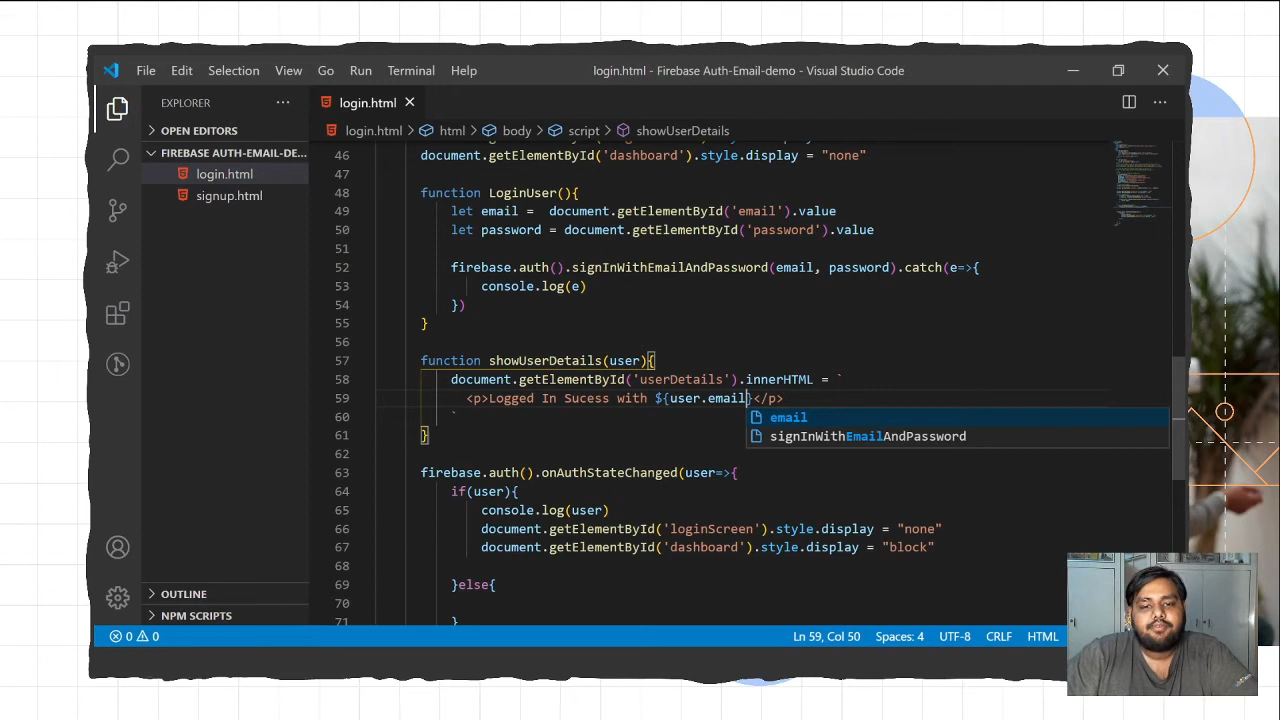 File Edit Selection View Go Run Terminal Help
login.html - Firebase Auth-Email-demo - Visual Studio Code
EXPLORER
login.html
login.html html body script showUserDetails
OPEN EDITORS
FIREBASE AUTH-EMAIL-DE...
login.html
signup.html
46 document.getElementById('dashboard').style.display = "none"
47
48 function LoginUser(){
49 let email =  document.getElementById('email').value
50 let password = document.getElementById('password').value
51
52 firebase.auth().signInWithEmailAndPassword(email, password).catch(e=>{
53 console.log(e)
54 })
55 }
56
57 function showUserDetails(user){
58 document.getElementById('userDetails').innerHTML = `
59 <p>Logged In Sucess with ${user.email}</p>
60 `
61 }
62
63 firebase.auth().onAuthStateChanged(user=>{
64 if(user){
65 console.log(user)
66 document.getElementById('loginScreen').style.display = "none"
67 document.getElementById('dashboard').style.display = "block"
68
69 }else{
70
71 }
email
signInWithEmailAndPassword
OUTLINE
NPM SCRIPTS
0 0
Ln 59, Col 50 Spaces: 4 UTF-8 CRLF HTML